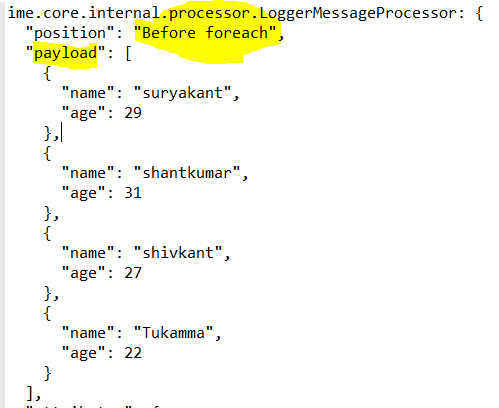 ime.core.internal.processor.LoggerMessageProcessor: {
"position": "Before foreach",
"payload": [
{
"name": "suryakant",
"age": 29
},
{
"name": "shantkumar",
"age": 31
},
{
"name": "shivkant",
"age": 27
},
{
"name": "Tukamma",
"age": 22
}
],